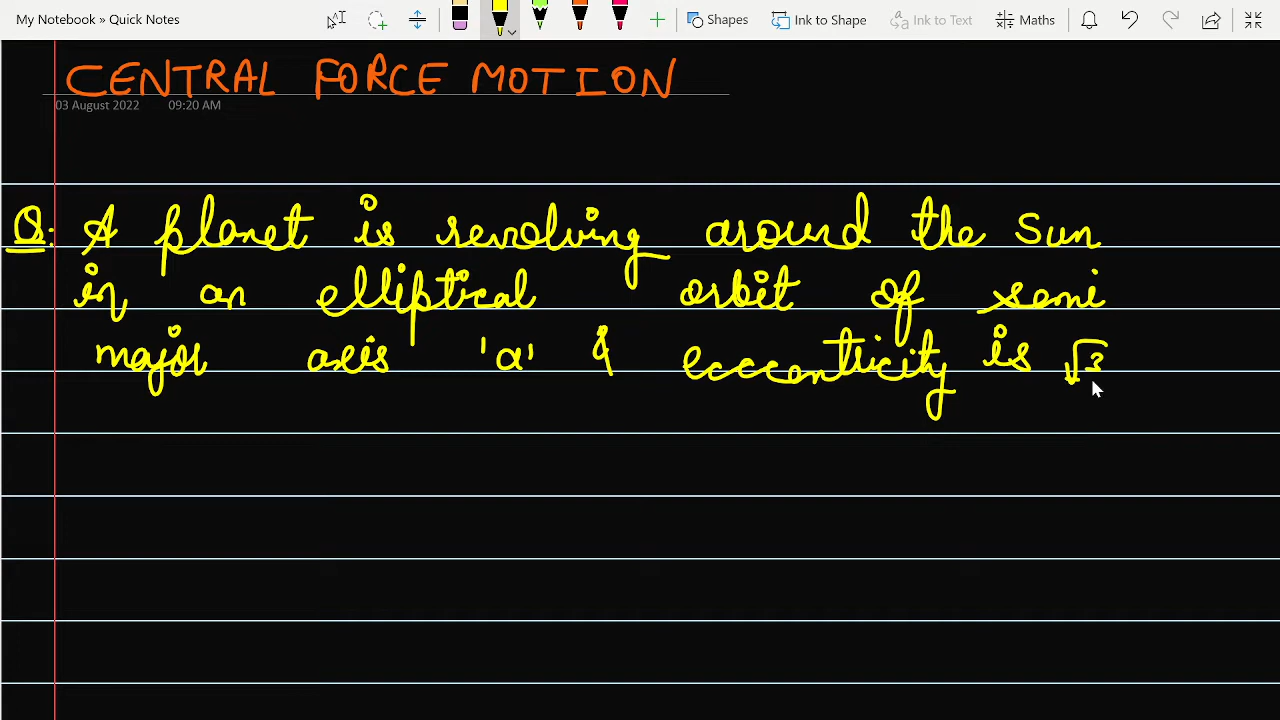 My Notebook » Quick Notes
Shapes Ink to Shape Ink to Text Maths
CENTRAL FORCE MOTION
03 August 2022 09:20 AM
Q: A planet is revolving around the Sun
in an elliptical orbit of semi
major axis 'a' & ecccentricity is √3